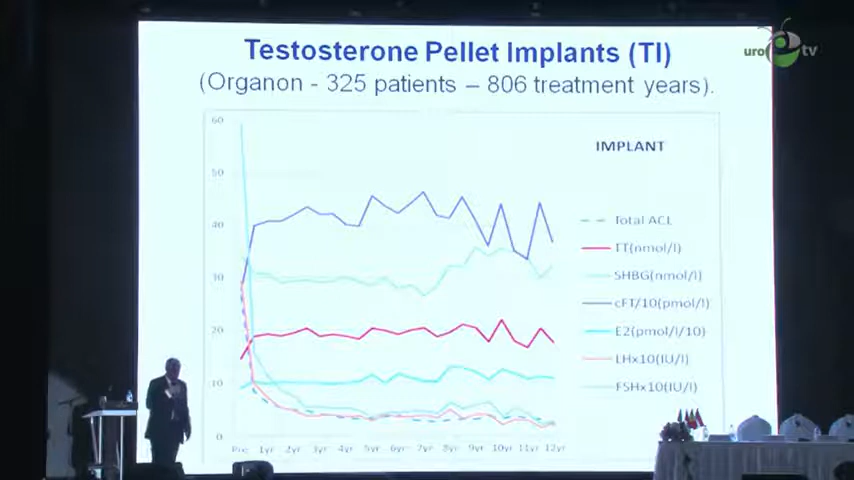 uro tv
Testosterone Pellet Implants (TI)
(Organon - 325 patients – 806 treatment years).
60
50
40
30
20
10
0
IMPLANT
Total ACL
TT(nmol/l)
SHBG(nmol/l)
cFT/10(pmol/l)
E2(pmol/l/10)
LHx10(IU/l)
FSHx10(IU/l)
Pre 1yr 2yr 3yr 4yr 5yr 6yr 7yr 8yr 9yr 10yr 11yr 12yr